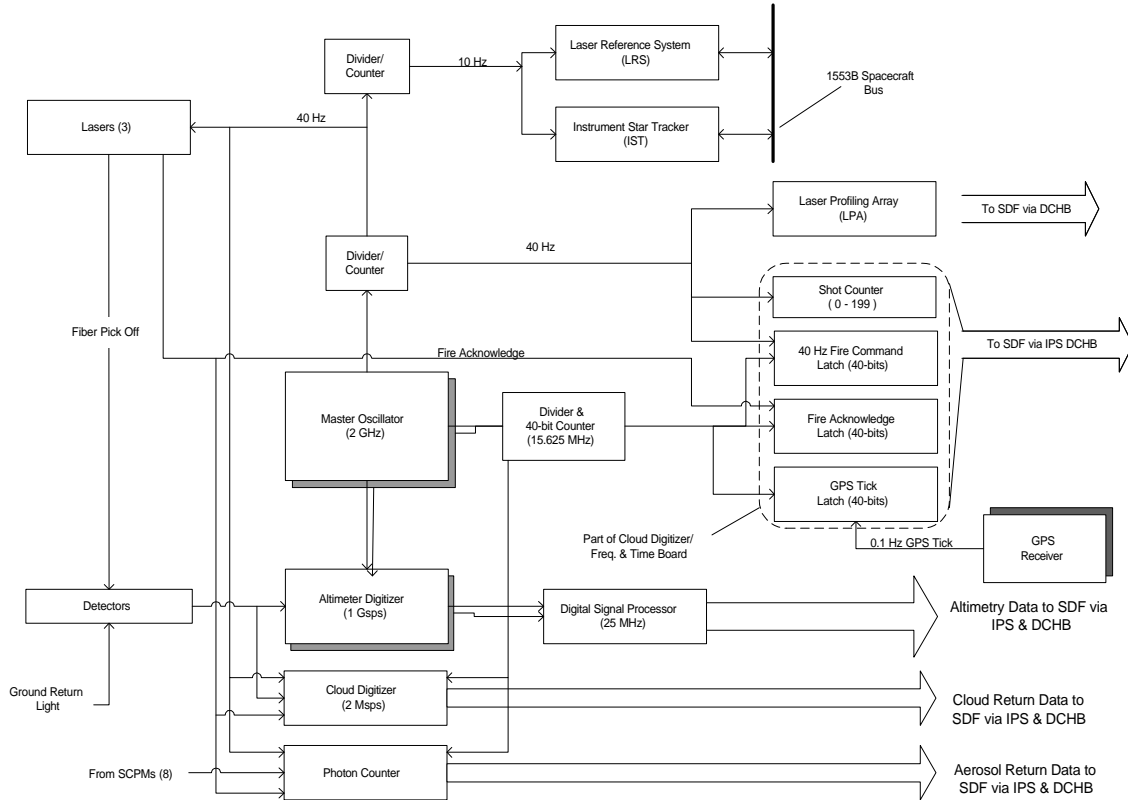 Divider/
Counter
10 Hz
Laser Reference System
(LRS)
1553B Spacecraft
Bus
Lasers (3)
40 Hz
Instrument Star Tracker
(IST)
Laser Profiling Array
(LPA)
To SDF via DCHB
Divider/
Counter
40 Hz
Shot Counter
( 0 - 199 )
Fiber Pick Off
Fire Acknowledge
40 Hz Fire Command
Latch (40-bits)
To SDF via IPS DCHB
Master Oscillator
(2 GHz)
Divider &
40-bit Counter
(15.625 MHz)
Fire Acknowledge
Latch (40-bits)
GPS Tick
Latch (40-bits)
Part of Cloud Digitizer/
Freq. & Time Board
0.1 Hz GPS Tick
GPS
Receiver
Detectors
Altimeter Digitizer
(1 Gsps)
Digital Signal Processor
(25 MHz)
Altimetry Data to SDF via
IPS & DCHB
Ground Return
Light
Cloud Digitizer
(2 Msps)
Cloud Return Data to
SDF via IPS & DCHB
From SCPMs (8)
Photon Counter
Aerosol Return Data to
SDF via IPS & DCHB